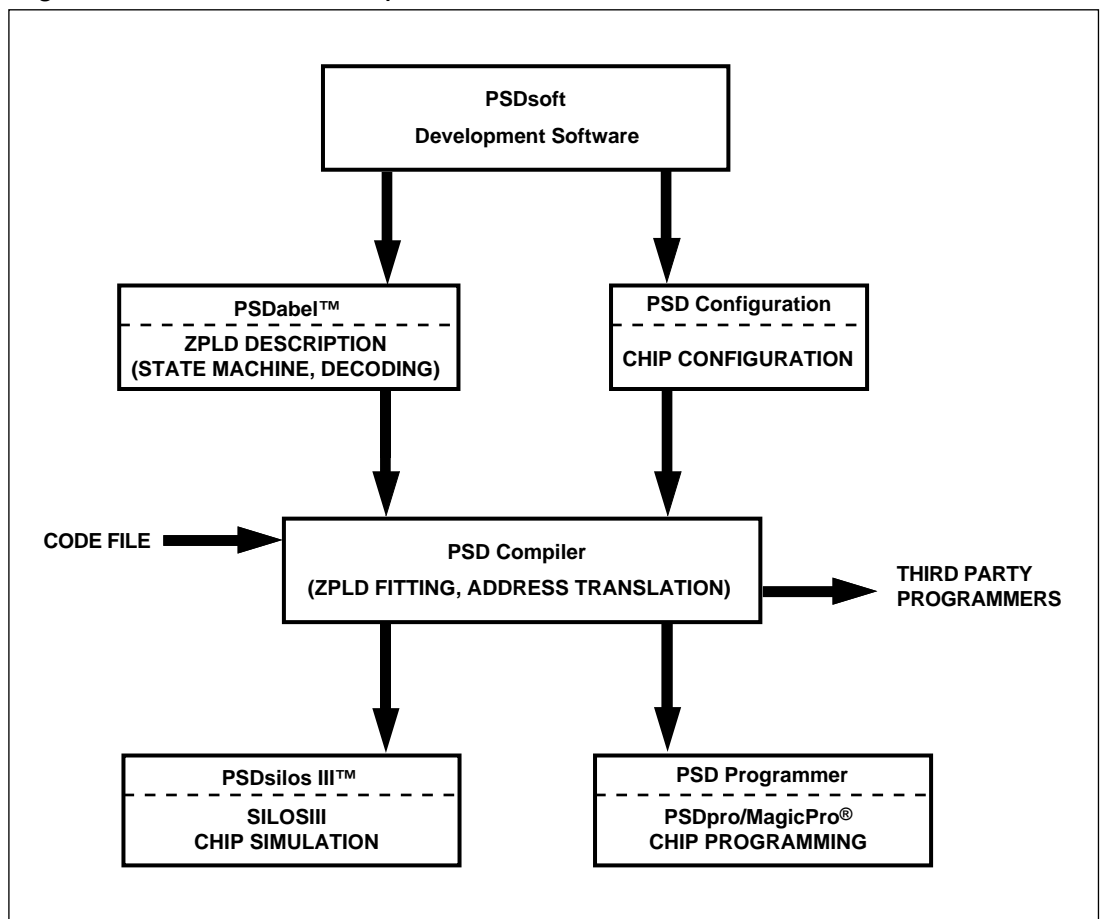 PSDsoft
Development Software
PSDabel™
ZPLD DESCRIPTION
(STATE MACHINE, DECODING)
PSD Configuration
CHIP CONFIGURATION
CODE FILE
PSD Compiler
(ZPLD FITTING, ADDRESS TRANSLATION)
THIRD PARTY
PROGRAMMERS
PSDsilos III™
SILOSIII
CHIP SIMULATION
PSD Programmer
PSDpro/MagicPro®
CHIP PROGRAMMING